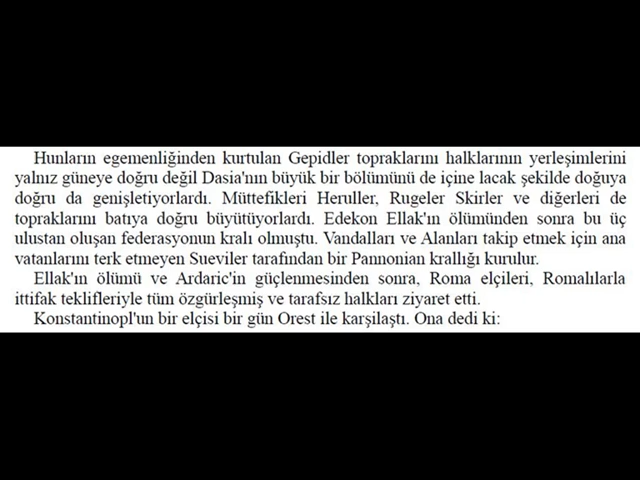 Hunların egemenliğinden kurtulan Gepidler topraklarını halklarının yerleşimlerini
yalnız güneye doğru değil Dasia'nın büyük bir bölümünü de içine lacak şekilde doğuya
doğru da genişletiyorlardı. Müttefikleri Heruller, Rugeler Skirler ve diğerleri de
topraklarını batıya doğru büyütüyorlardı. Edekon Ellak'ın ölümünden sonra bu üç
ulustan oluşan federasyonun kralı olmuştu. Vandalları ve Alanları takip etmek için ana
vatanlarını terk etmeyen Sueviler tarafından bir Pannonian krallığı kurulur.
Ellak'ın ölümü ve Ardaric'in güçlenmesinden sonra, Roma elçileri, Romalılarla
ittifak teklifleriyle tüm özgürleşmiş ve tarafsız halkları ziyaret etti.
Konstantinopl'un bir elçisi bir gün Orest ile karşilaştı. Ona dedi ki: